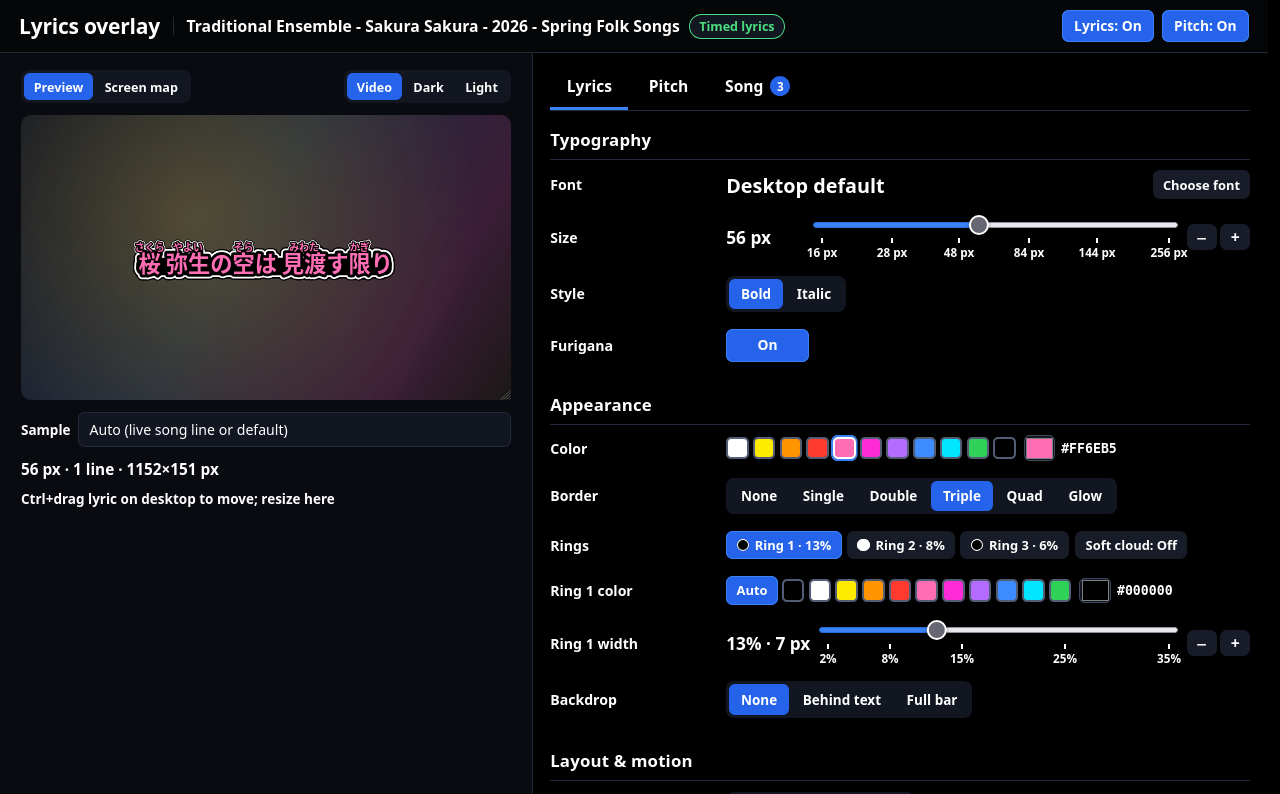 Lyrics overlay
Traditional Ensemble - Sakura Sakura - 2026 - Spring Folk Songs
Timed lyrics
Lyrics: On
Pitch: On
Preview
Screen map
Video
Dark
Light
さくら やよい そら みわた かぎ
桜 弥生の空は 見渡す限り
Sample
Auto (live song line or default)
56 px · 1 line · 1152×151 px
Ctrl+drag lyric on desktop to move; resize here
Lyrics
Pitch
Song 3
Typography
Font
Desktop default
Choose font
Size
56 px
16 px 28 px 48 px 84 px 144 px 256 px
– +
Style
Bold
Italic
Furigana
On
Appearance
Color
#FF6EB5
Border
None
Single
Double
Triple
Quad
Glow
Rings
Ring 1 · 13%
Ring 2 · 8%
Ring 3 · 6%
Soft cloud: Off
Ring 1 color
Auto
#000000
Ring 1 width
13% · 7 px
2% 8% 15% 25% 35%
– +
Backdrop
None
Behind text
Full bar
Layout & motion